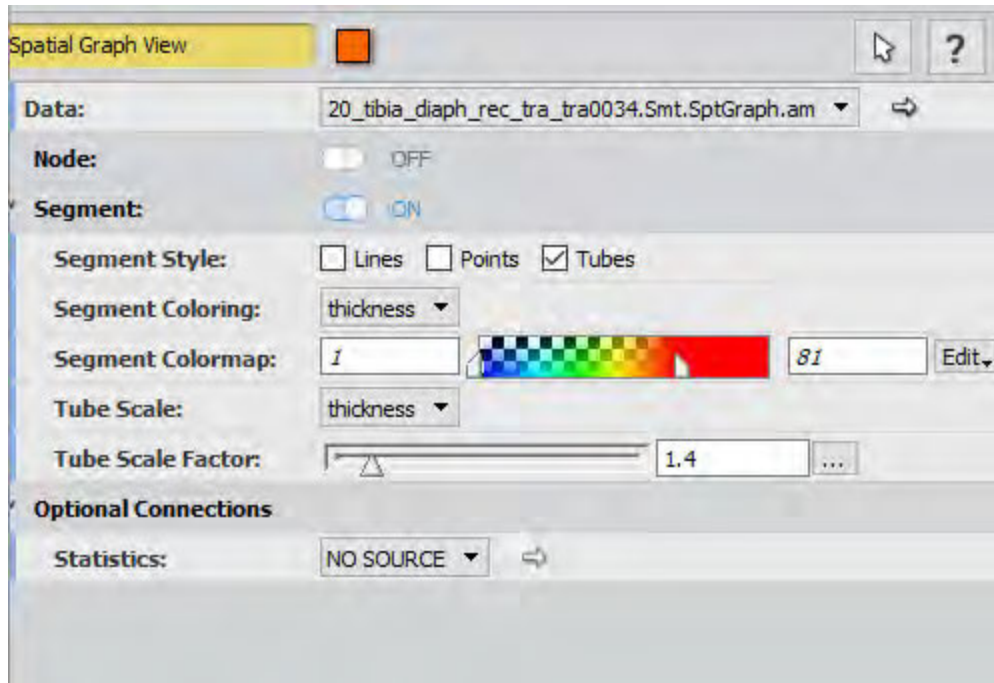 Spatial Graph View ?
Data: 20_tibia_diaph_rec_tra_tra0034.Smt.SptGraph.am
Node: OFF
Segment: ON
Segment Style: Lines Points Tubes
Segment Coloring: thickness
Segment Colormap: 1 81 Edit
Tube Scale: thickness
Tube Scale Factor: 1.4 ...
Optional Connections
Statistics: NO SOURCE